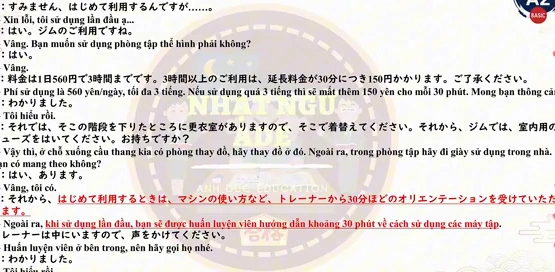 ：すみません、はじめて利用するんですが……。
Xin lỗi, tôi sử dụng lần đầu ạ...
：はい。ジムのご利用ですね。
Vâng. Bạn muốn sử dụng phòng tập thể hình phải không?
：はい。
Vâng.
：料金は1日560円で3時間までです。3時間以上のご利用は、延長料金が30分につき150円かかります。ご了承ください。
Phí sử dụng là 560 yên/ngày, tối đa 3 tiếng. Nếu sử dụng quá 3 tiếng thì sẽ mất thêm 150 yên cho mỗi 30 phút. Mong bạn thông cả
：わかりました。
Tôi hiểu rồi.
：それでは、そこの階段を下りたところに更衣室がありますので、そこで着替えてください。それから、ジムでは、室内用の
ューズをはいてください。お持ちですか？
Vậy thì, ở chỗ xuống cầu thang kia có phòng thay đồ, hãy thay đồ ở đó. Ngoài ra, trong phòng tập hãy đi giày sử dụng trong nhà.
ạn có mang theo không?
：はい、あります。
Vâng, tôi có.
：それから、はじめて利用するときは、マシンの使い方など、トレーナーから30分ほどのオリエンテーションを受けていただ
ます。
Ngoài ra, khi sử dụng lần đầu, bạn sẽ được huấn luyện viên hướng dẫn khoảng 30 phút về cách sử dụng các máy tập.
レーナーは中にいますので、声をかけてください。
Huấn luyện viên ở bên trong, nên hãy gọi họ nhé.
：わかりました。
Tôi hiểu rồi.
NHẬT NGỮ
EDUCATION
合格
A2
BASIC